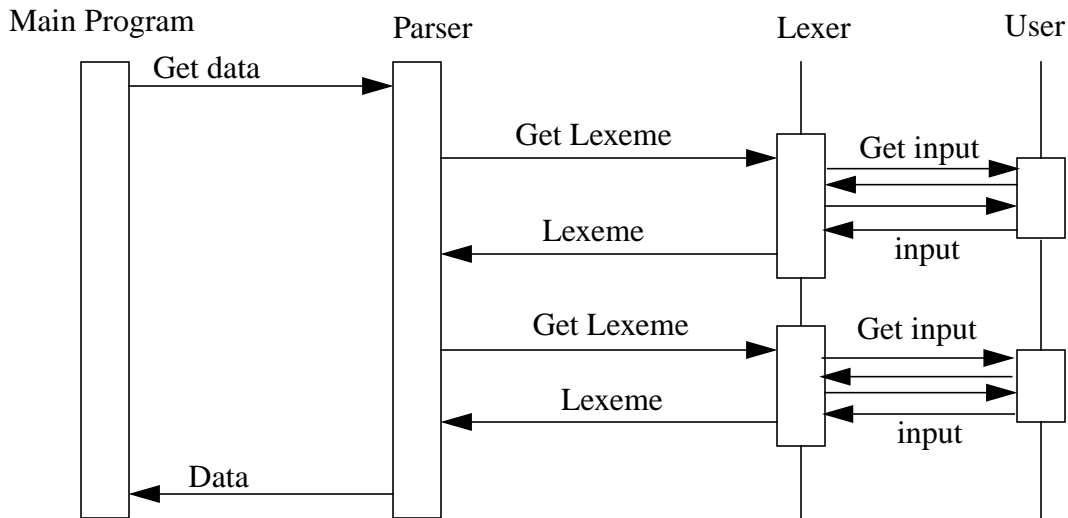 Main Program
Parser
Lexer
User
Get data
Get Lexeme
Get input
Lexeme
input
Get Lexeme
Get input
Lexeme
input
Data